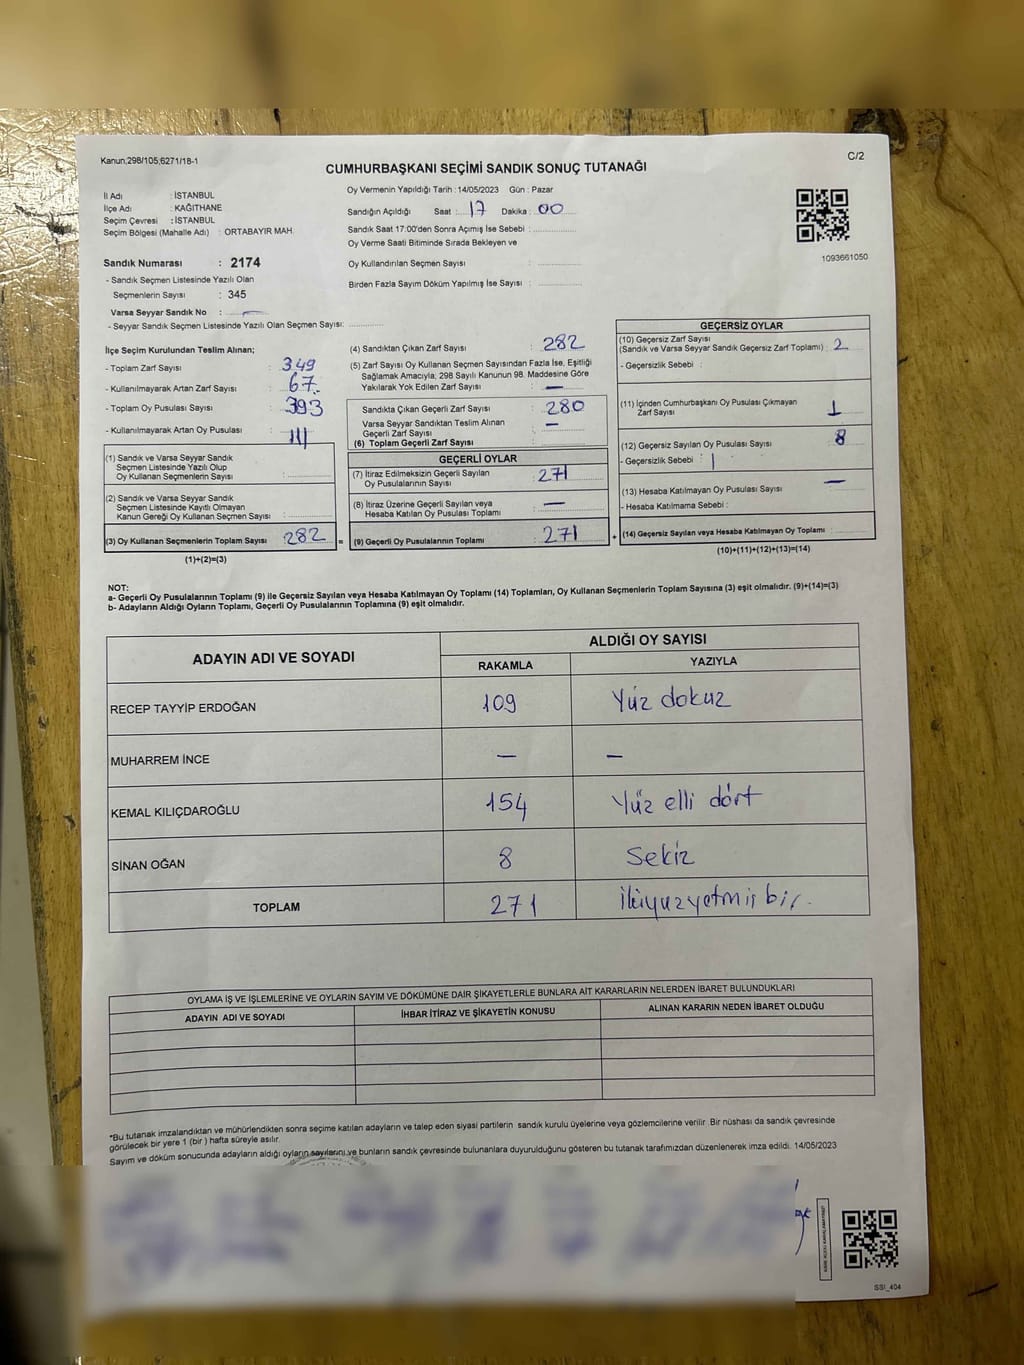 Kanun;298/105;6271/18-1
C/2
CUMHURBAŞKANI SEÇİMİ SANDIK SONUÇ TUTANAĞI
İl Adı : İSTANBUL
İlçe Adı : KAĞITHANE
Seçim Çevresi : İSTANBUL
Seçim Bölgesi (Mahalle Adı) : ORTABAYIR MAH.
Oy Vermenin Yapıldığı Tarih : 14/05/2023 Gün : Pazar
Sandığın Açıldığı Saat : 17 Dakika : 00
Sandık Saat 17:00'den Sonra Açımış İse Sebebi :
Oy Verme Saati Bitiminde Sırada Bekleyen ve
Oy Kullandırılan Seçmen Sayısı :
Birden Fazla Sayım Döküm Yapılmış İse Sayısı :
1093661050
Sandık Numarası : 2174
- Sandık Seçmen Listesinde Yazılı Olan
Seçmenlerin Sayısı : 345
Varsa Seyyar Sandık No : —
- Seyyar Sandık Seçmen Listesinde Yazılı Olan Seçmen Sayısı:
İlçe Seçim Kurulundan Teslim Alınan;
- Toplam Zarf Sayısı : 349
- Kullanılmayarak Artan Zarf Sayısı : 67
- Toplam Oy Pusulası Sayısı : 393
- Kullanılmayarak Artan Oy Pusulası : 111
(1) Sandık ve Varsa Seyyar Sandık
Seçmen Listesinde Yazılı Olup
Oy Kullanan Seçmenlerin Sayısı :
(2) Sandık ve Varsa Seyyar Sandık
Seçmen Listesinde Kayıtlı Olmayan
Kanun Gereği Oy Kullanan Seçmen Sayısı :
(3) Oy Kullanan Seçmenlerin Toplam Sayısı : 282 =
(1)+(2)=(3)
(4) Sandıktan Çıkan Zarf Sayısı : 282
(5) Zarf Sayısı Oy Kullanan Seçmen Sayısından Fazla İse, Eşitliği
Sağlamak Amacıyla, 298 Sayılı Kanunun 98. Maddesine Göre
Yakılarak Yok Edilen Zarf Sayısı : —
Sandıkta Çıkan Geçerli Zarf Sayısı : 280
Varsa Seyyar Sandıktan Teslim Alınan
Geçerli Zarf Sayısı : —
(6) Toplam Geçerli Zarf Sayısı :
GEÇERLİ OYLAR
(7) İtiraz Edilmeksizin Geçerli Sayılan
Oy Pusulalarının Sayısı : 271
(8) İtiraz Üzerine Geçerli Sayılan veya
Hesaba Katılan Oy Pusulası Toplamı : —
(9) Geçerli Oy Pusulalarının Toplamı : 271 +
GEÇERSİZ OYLAR
(10) Geçersiz Zarf Sayısı
(Sandık ve Varsa Seyyar Sandık Geçersiz Zarf Toplamı) : 2
- Geçersizlik Sebebi :
(11) İçinden Cumhurbaşkanı Oy Pusulası Çıkmayan
Zarf Sayısı : 1
(12) Geçersiz Sayılan Oy Pusulası Sayısı : 8
- Geçersizlik Sebebi :
(13) Hesaba Katılmayan Oy Pusulası Sayısı : —
- Hesaba Katılmama Sebebi :
(14) Geçersiz Sayılan veya Hesaba Katılmayan Oy Toplamı :
(10)+(11)+(12)+(13)=(14)
NOT:
a- Geçerli Oy Pusulalarının Toplamı (9) ile Geçersiz Sayılan veya Hesaba Katılmayan Oy Toplamı (14) Toplamları, Oy Kullanan Seçmenlerin Toplam Sayısına (3) eşit olmalıdır. (9)+(14)=(3)
b- Adayların Aldığı Oyların Toplamı, Geçerli Oy Pusulalarının Toplamına (9) eşit olmalıdır.
ADAYIN ADI VE SOYADI
ALDIĞI OY SAYISI
RAKAMLA YAZIYLA
RECEP TAYYİP ERDOĞAN 109 Yüz dokuz
MUHARREM İNCE — —
KEMAL KILIÇDAROĞLU 154 Yüz elli dört
SİNAN OĞAN 8 Sekiz
TOPLAM 271 İkiyüzyetmiş bir.
OYLAMA İŞ VE İŞLEMLERİNE VE OYLARIN SAYIM VE DÖKÜMÜNE DAİR ŞİKAYETLERLE BUNLARA AİT KARARLARIN NELERDEN İBARET BULUNDUKLARI
ADAYIN ADI VE SOYADI İHBAR İTİRAZ VE ŞİKAYETİN KONUSU ALINAN KARARIN NEDEN İBARET OLDUĞU
*Bu tutanak imzalandıktan ve mühürlendikten sonra seçime katılan adayların ve talep eden siyasi partilerin sandık kurulu üyelerine veya gözlemcilerine verilir. Bir nüshası da sandık çevresinde
görülecek bir yere 1 (bir ) hafta süreyle asılır.
Sayım ve döküm sonucunda adayların aldığı oyların sayılarını ve bunların sandık çevresinde bulunanlara duyurulduğunu gösteren bu tutanak tarafımızdan düzenlenerek imza edildi. 14/05/2023
SSI_404